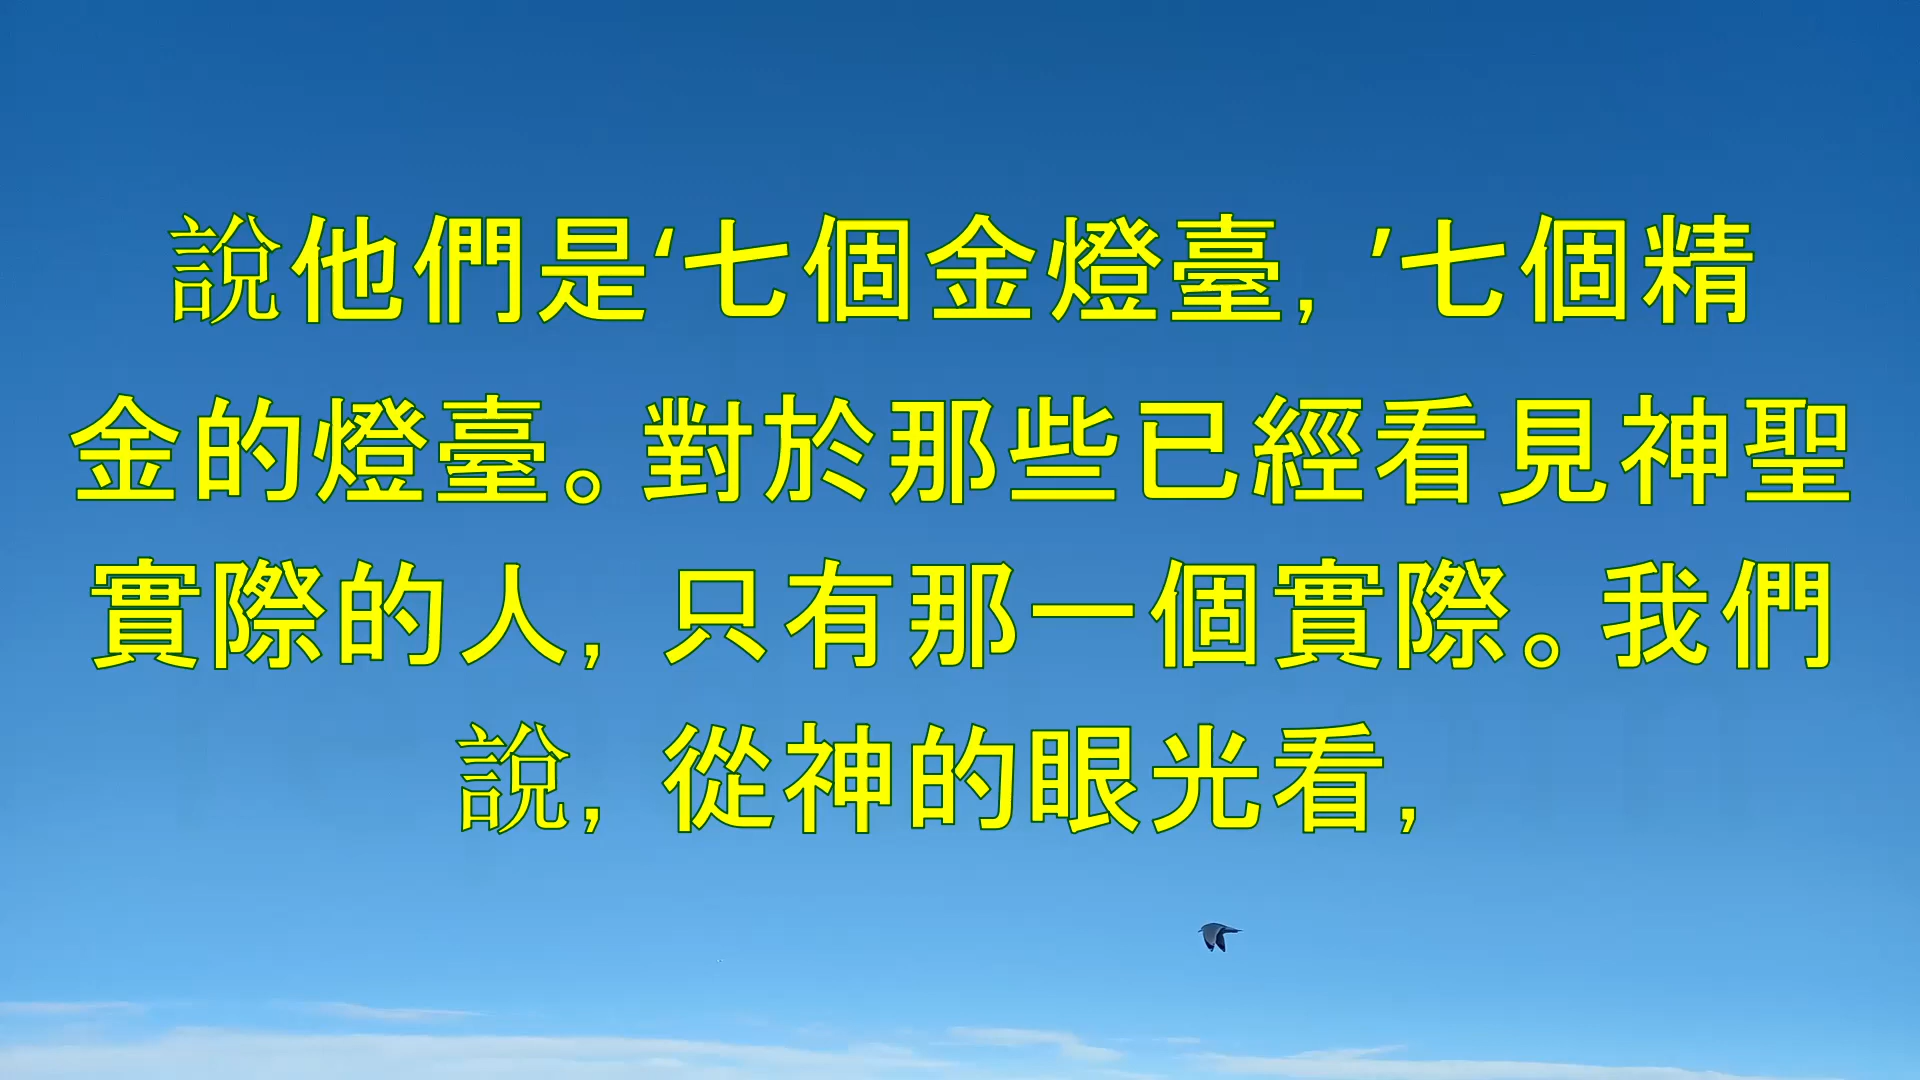 說他們是‘七個金燈臺，’七個精
金的燈臺。對於那些已經看見神聖
實際的人，只有那一個實際。我們
說，從神的眼光看，